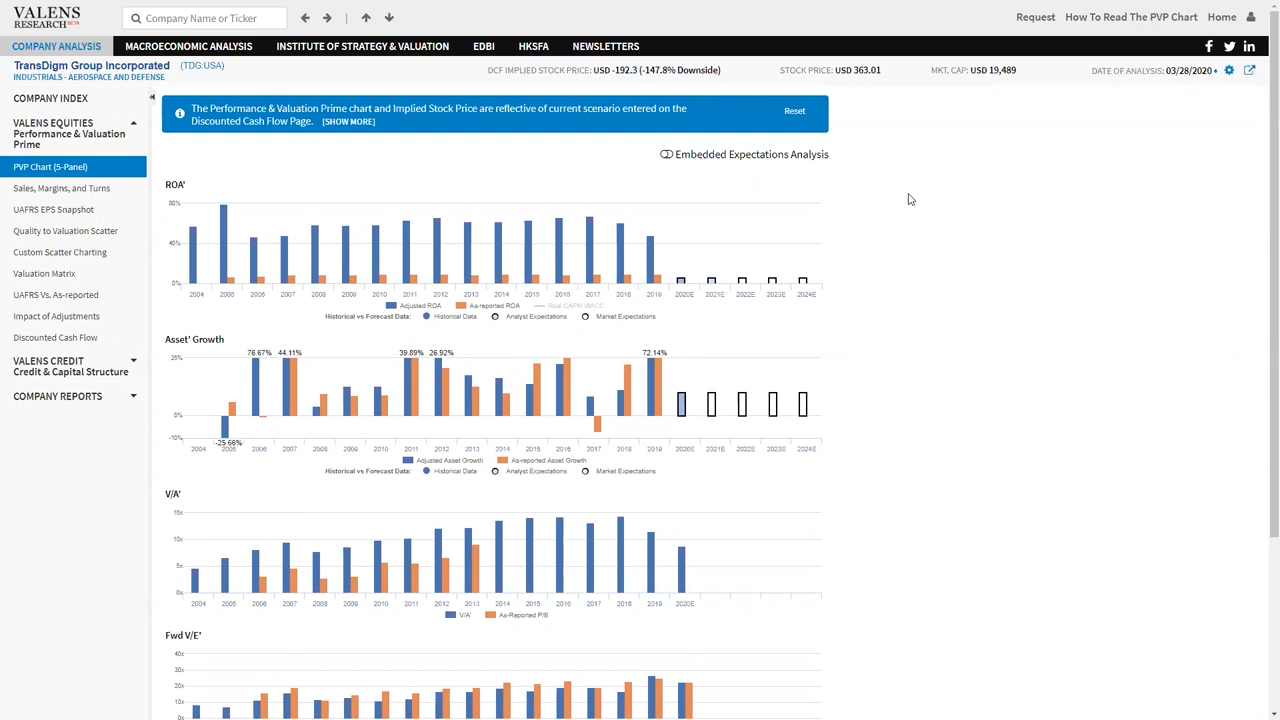 VALENS
RESEARCH BETA
Company Name or Ticker
Request How To Read The PVP Chart Home
COMPANY ANALYSIS MACROECONOMIC ANALYSIS INSTITUTE OF STRATEGY & VALUATION EDBI HKSFA NEWSLETTERS
TransDigm Group Incorporated (TDG:USA)
INDUSTRIALS - AEROSPACE AND DEFENSE
DCF IMPLIED STOCK PRICE: USD -192.3 (-147.8% Downside) STOCK PRICE: USD 363.01 MKT. CAP: USD 19,489 DATE OF ANALYSIS: 03/28/2020
COMPANY INDEX
VALENS EQUITIES
Performance & Valuation
Prime
PVP Chart (5-Panel)
Sales, Margins, and Turns
UAFRS EPS Snapshot
Quality to Valuation Scatter
Custom Scatter Charting
Valuation Matrix
UAFRS Vs. As-reported
Impact of Adjustments
Discounted Cash Flow
VALENS CREDIT
Credit & Capital Structure
COMPANY REPORTS
The Performance & Valuation Prime chart and Implied Stock Price are reflective of current scenario entered on the
Discounted Cash Flow Page. [SHOW MORE]
Reset
Embedded Expectations Analysis
ROA'
80%
40%
0%
2004 2005 2006 2007 2008 2009 2010 2011 2012 2013 2014 2015 2016 2017 2018 2019 2020E 2021E 2022E 2023E 2024E
Adjusted ROA As-reported ROA Real CAPM WACC
Historical vs Forecast Data: Historical Data Analyst Expectations Market Expectations
Asset' Growth
76.67% 44.11% 39.89% 26.92% 72.14%
25%
0%
-10%
-25.66%
2004 2005 2006 2007 2008 2009 2010 2011 2012 2013 2014 2015 2016 2017 2018 2019 2020E 2021E 2022E 2023E 2024E
Adjusted Asset Growth As-reported Asset Growth
Historical vs Forecast Data: Historical Data Analyst Expectations Market Expectations
V/A'
15x
10x
5x
0x
2004 2005 2006 2007 2008 2009 2010 2011 2012 2013 2014 2015 2016 2017 2018 2019 2020E
V/A' As-Reported P/B
Fwd V/E'
40x
30x
20x
10x
0x